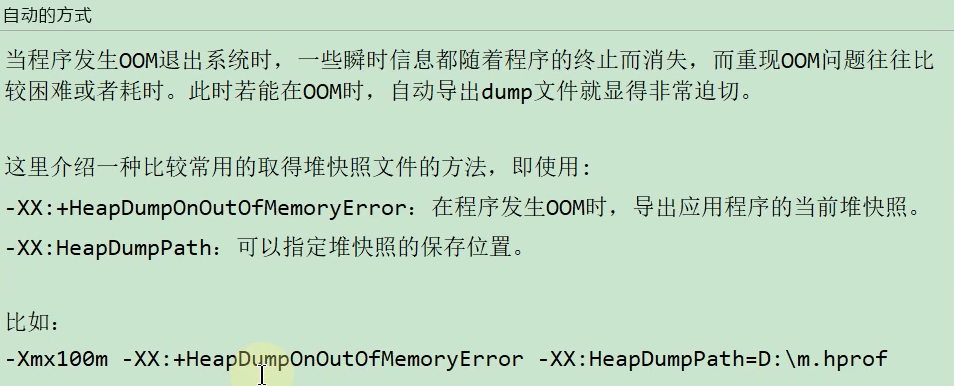 自动的方式
当程序发生OOM退出系统时，一些瞬时信息都随着程序的终止而消失，而重现OOM问题往往比
较困难或者耗时。此时若能在OOM时，自动导出dump文件就显得非常迫切。
这里介绍一种比较常用的取得堆快照文件的方法，即使用：
-XX:+HeapDumpOnOutOfMemoryError：在程序发生OOM时，导出应用程序的当前堆快照。
-XX:HeapDumpPath：可以指定堆快照的保存位置。
比如：
-Xmx100m -XX:+HeapDumpOnOutOfMemoryError -XX:HeapDumpPath=D:\m.hprof